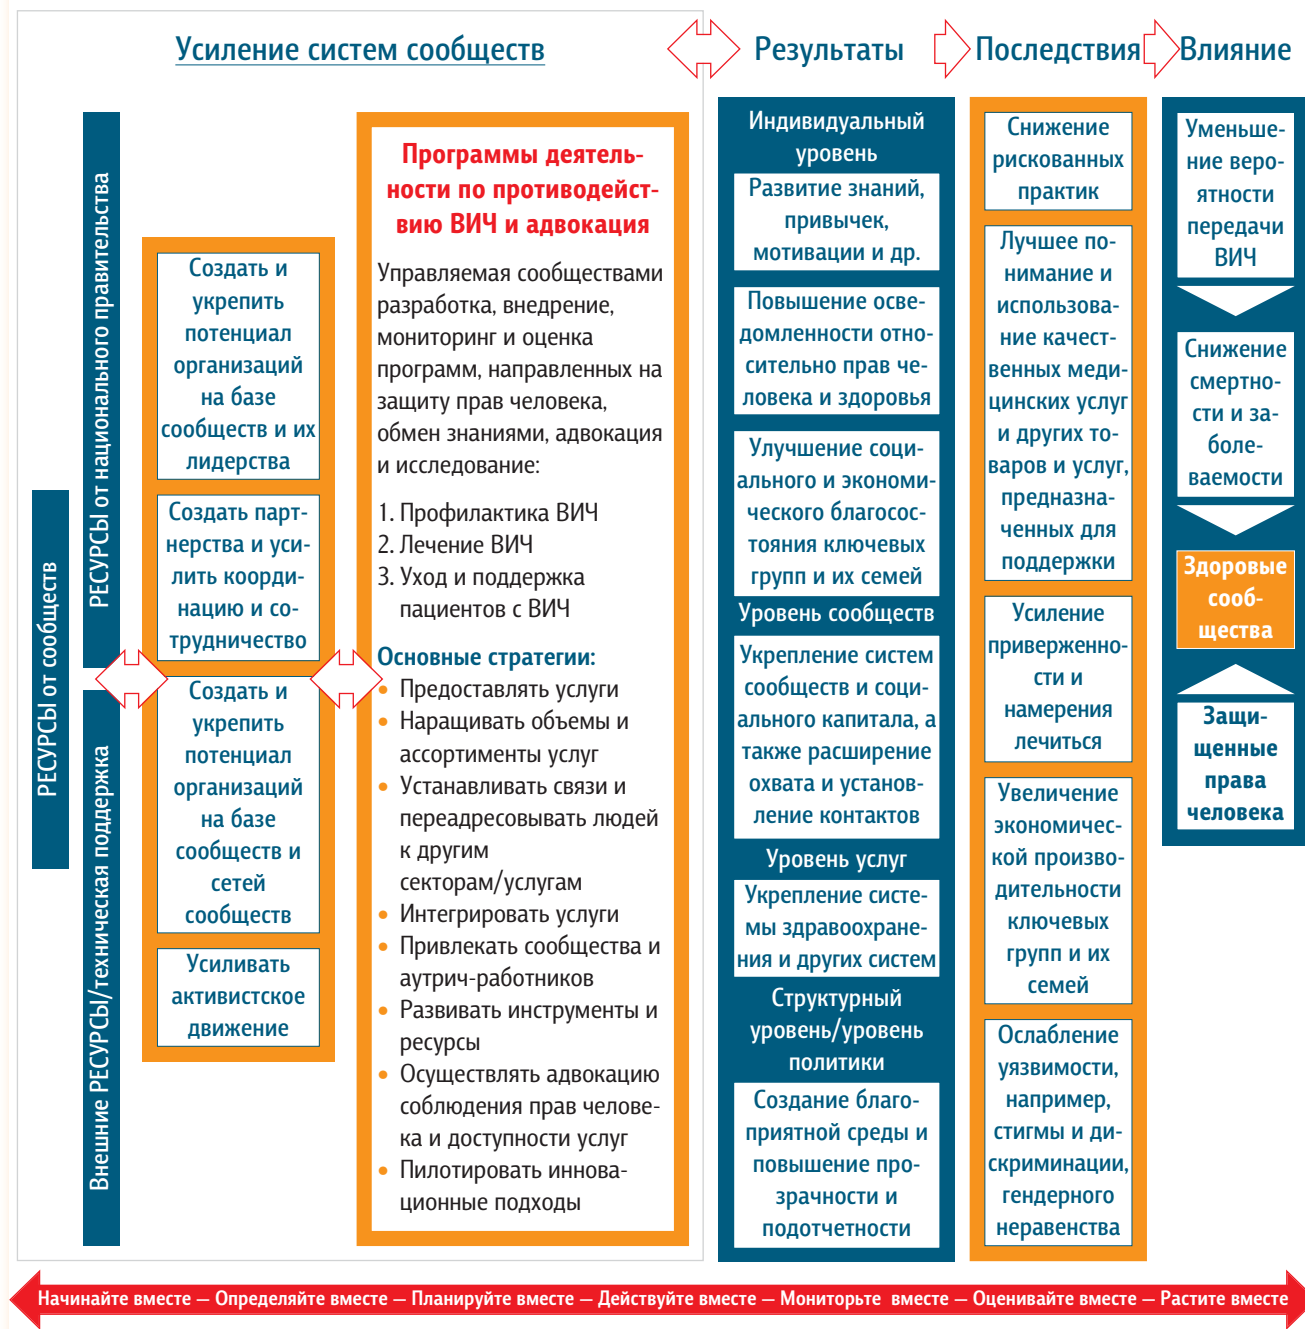 Усиление систем сообществ
Результаты
Последствия
Влияние
РЕСУРСЫ от сообществ
РЕСУРСЫ от национального правительства
Внешние РЕСУРСЫ/техническая поддержка
Создать и
укрепить
потенциал
организаций
на базе
сообществ и их
лидерства
Создать парт-
нерства и уси-
лить коорди-
нацию и со-
трудничество
Создать и
укрепить
потенциал
организаций
на базе
сообществ и
сетей
сообществ
Усиливать
активистское
движение
Программы деятель-
ности по противодейст-
вию ВИЧ и адвокация
Управляемая сообществами
разработка, внедрение,
мониторинг и оценка
программ, направленных на
защиту прав человека,
обмен знаниями, адвокация
и исследование:
1. Профилактика ВИЧ
2. Лечение ВИЧ
3. Уход и поддержка
пациентов с ВИЧ
Основные стратегии:
• Предоставлять услуги
• Наращивать объемы и
ассортименты услуг
• Устанавливать связи и
переадресовывать людей
к другим
секторам/услугам
• Интегрировать услуги
• Привлекать сообщества и
аутрич-работников
• Развивать инструменты и
ресурсы
• Осуществлять адвокацию
соблюдения прав челове-
ка и доступности услуг
• Пилотировать иннова-
ционные подходы
Индивидуальный
уровень
Развитие знаний,
привычек,
мотивации и др.
Повышение осве-
домленности отно-
сительно прав че-
ловека и здоровья
Улучшение соци-
ального и экономи-
ческого благосос-
тояния ключевых
групп и их семей
Уровень сообществ
Укрепление систем
сообществ и соци-
ального капитала, а
также расширение
охвата и установ-
ление контактов
Уровень услуг
Укрепление систе-
мы здравоохране-
ния и других систем
Структурный
уровень/уровень
политики
Создание благо-
приятной среды и
повышение про-
зрачности и
подотчетности
Снижение
рискованных
практик
Лучшее по-
нимание и
использова-
ние качест-
венных меди-
цинских услуг
и других то-
варов и услуг,
предназна-
ченных для
поддержки
Усиление
приверженно-
сти и
намерения
лечиться
Увеличение
экономичес-
кой произво-
дительности
ключевых
групп и их
семей
Ослабление
уязвимости,
например,
стигмы и ди-
скриминации,
гендерного
неравенства
Уменьше-
ние веро-
ятности
передачи
ВИЧ
Снижение
смертно-
сти и за-
боле-
ваемости
Здоровые
сооб-
щества
Защи-
щенные
права
человека
Начинайте вместе — Определяйте вместе — Планируйте вместе — Действуйте вместе — Мониторьте вместе — Оценивайте вместе — Растите вместе